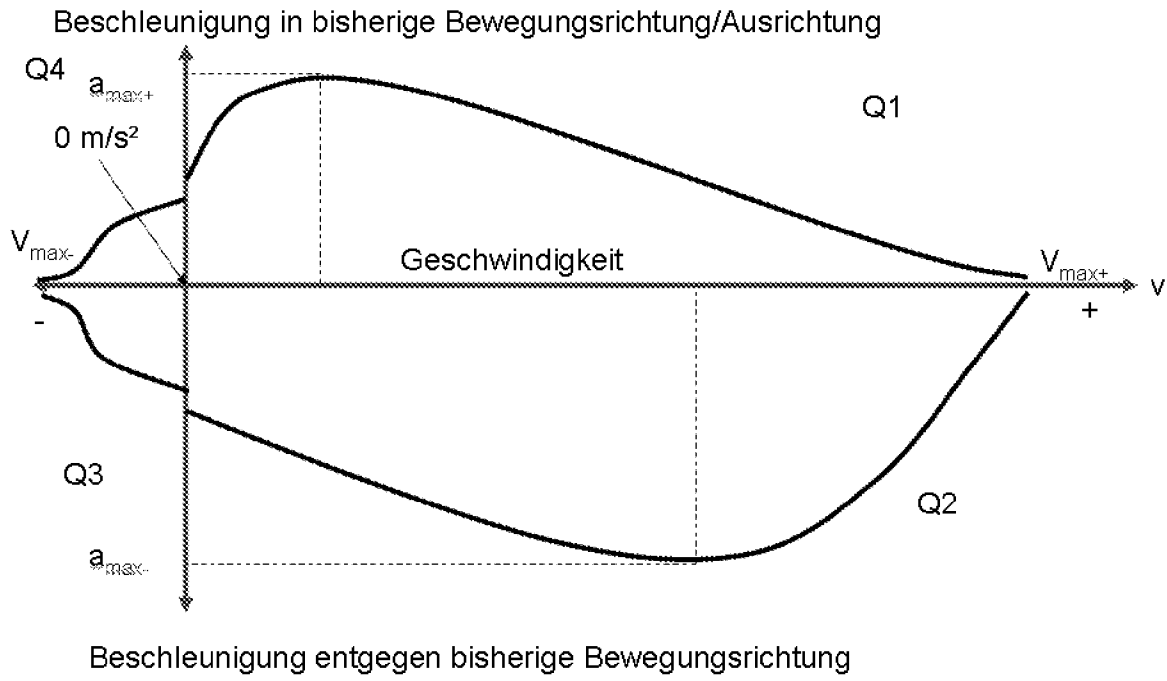 Beschleunigung in bisherige Bewegungsrichtung/Ausrichtung
Q4
amax+
Q1
0 m/s²
Vmax-
Geschwindigkeit
Vmax+
v
-
+
Q3
Q2
amax-
Beschleunigung entgegen bisherige Bewegungsrichtung